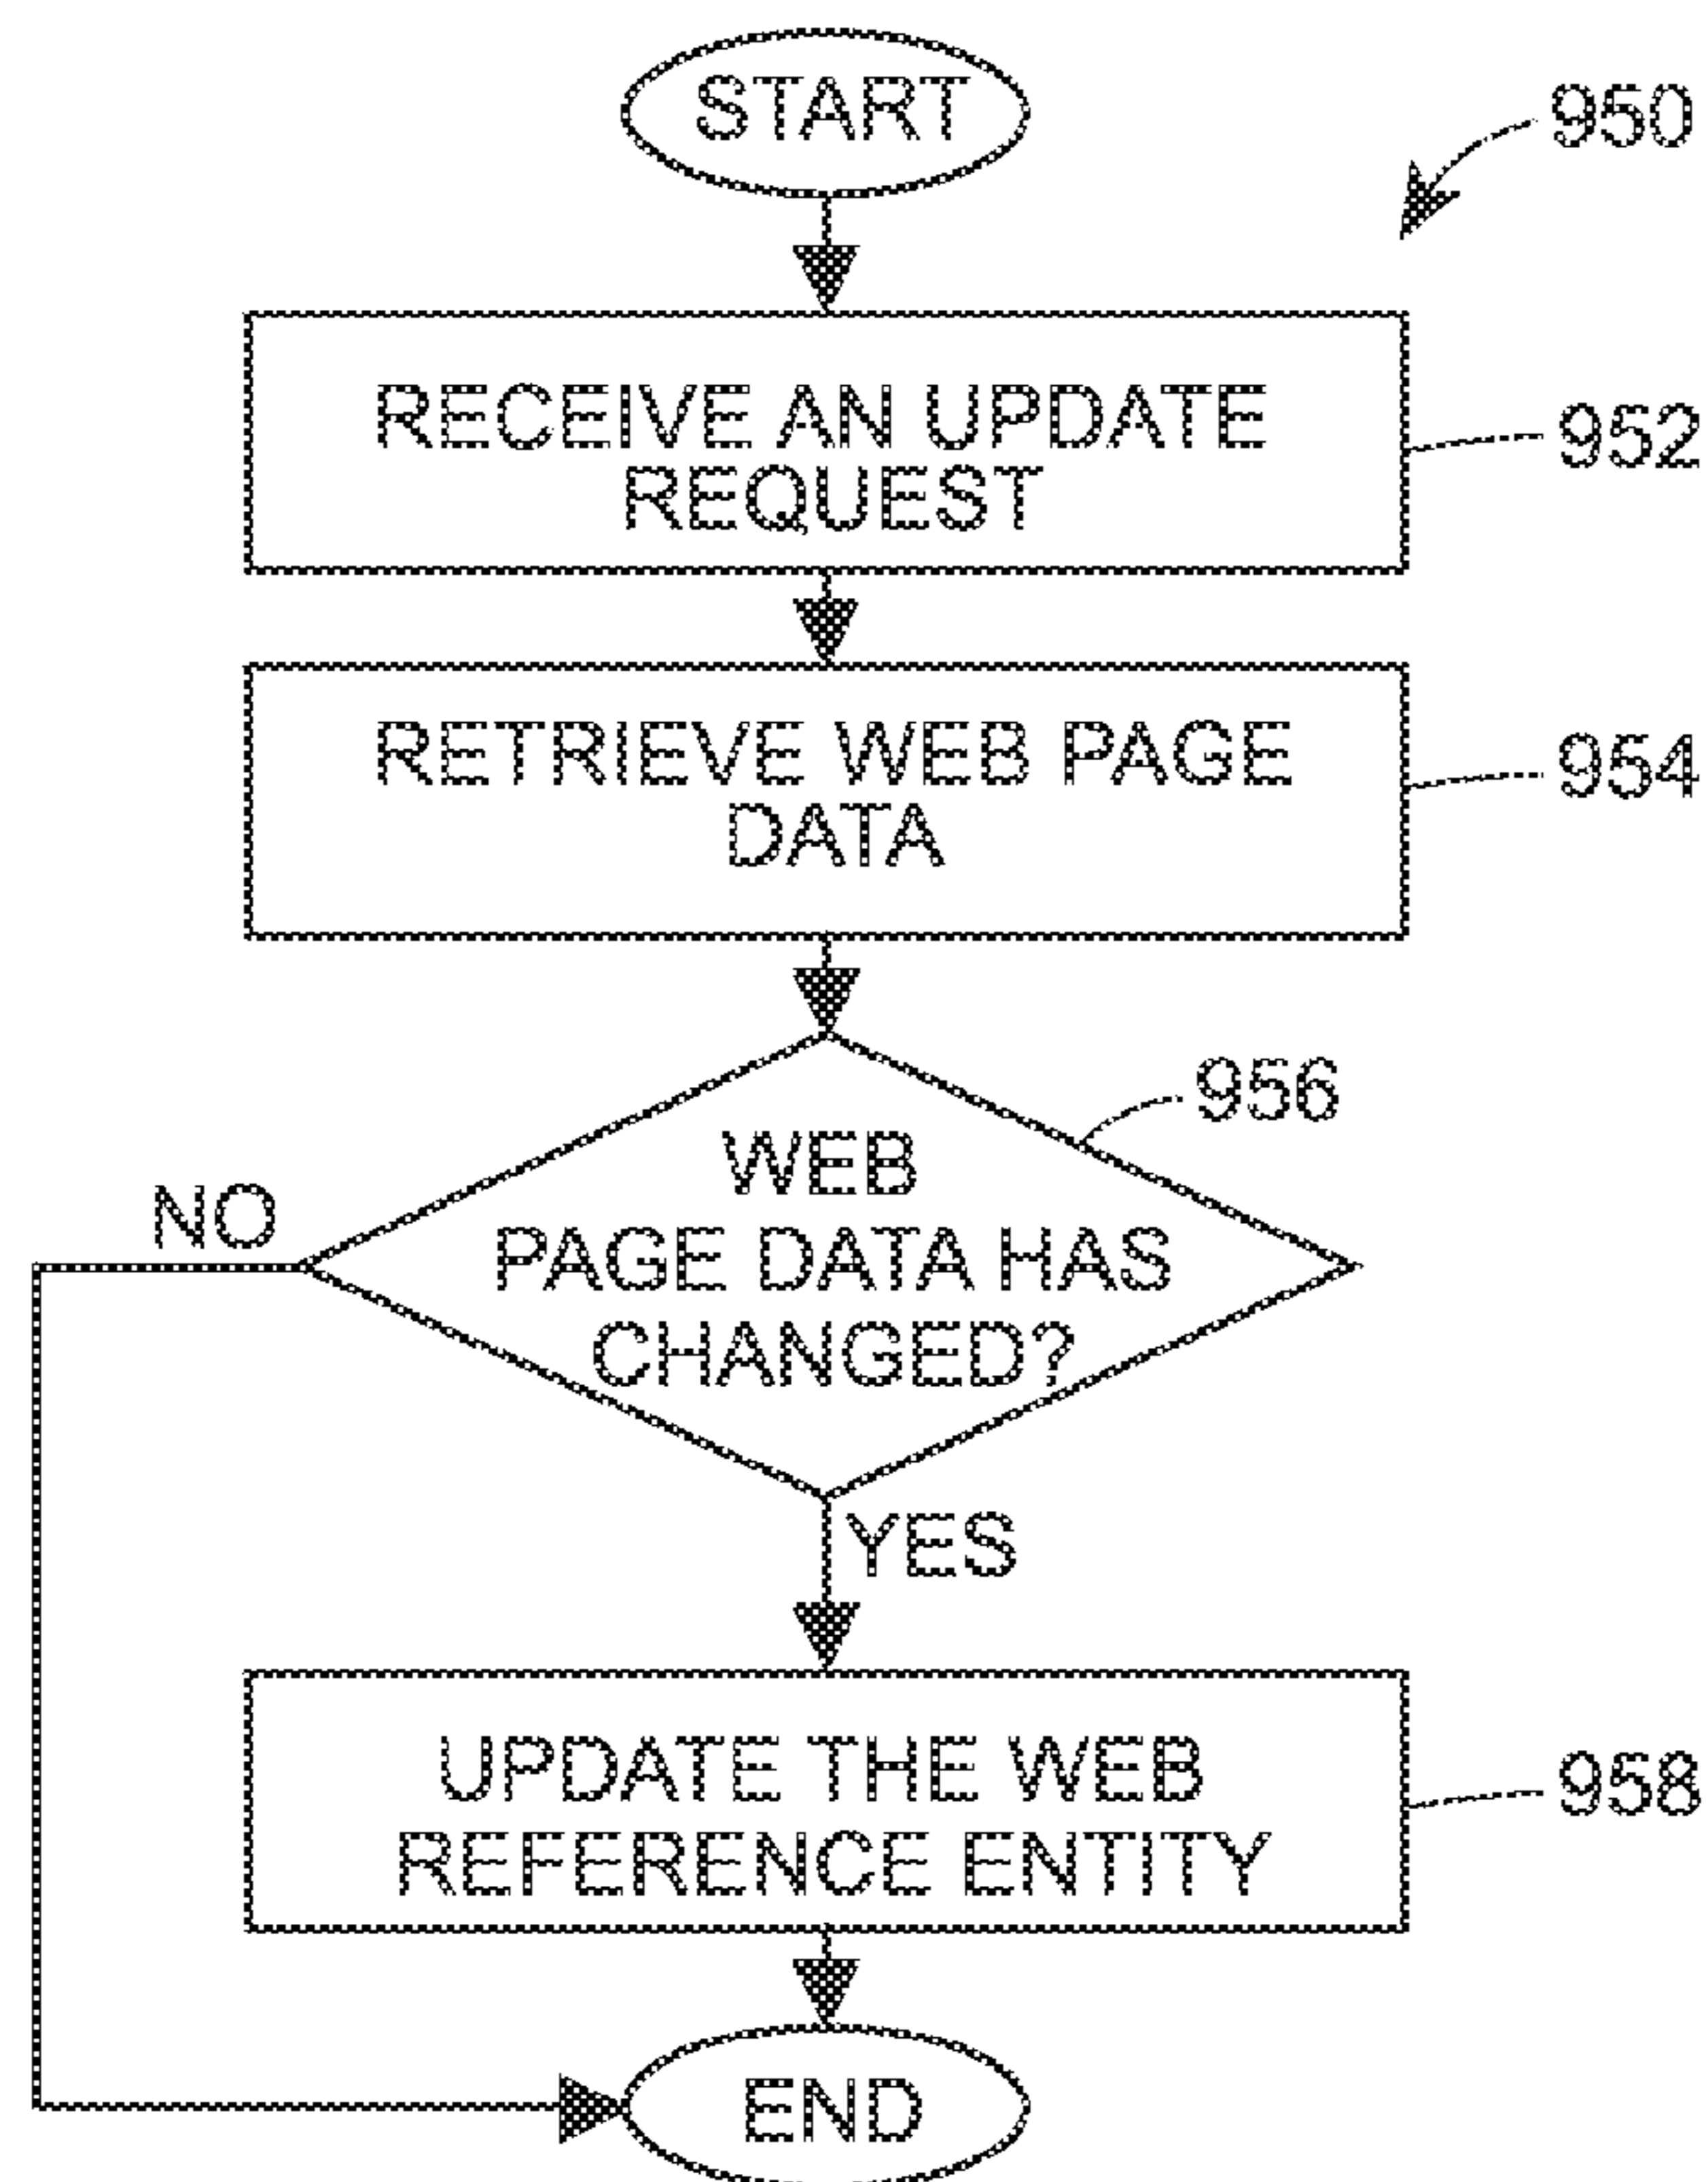 START
950
RECEIVE AN UPDATE
REQUEST
952
RETRIEVE WEB PAGE
DATA
954
956
WEB
PAGE DATA HAS
CHANGED?
NO
YES
UPDATE THE WEB
REFERENCE ENTITY
958
END